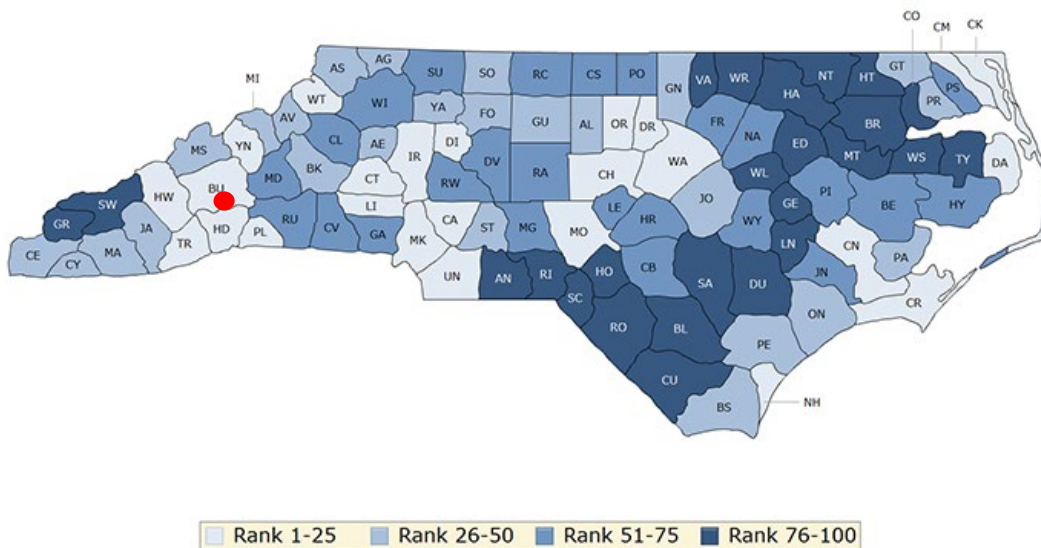 CO
CM
CK
MI
AS
AG
SU
SO
RC
CS
PO
GN
VA
WR
NT
HT
GT
PS
PR
WT
WI
YA
FO
GU
AL
OR
DR
FR
HA
BR
AV
CL
AE
IR
DI
DV
WA
NA
ED
MT
WS
TY
DA
MS
YN
MD
BK
CT
RW
RA
CH
WL
PI
BE
HY
SW
HW
BU
LI
LE
JO
GE
GR
JA
HD
RU
CV
GA
CA
ST
MG
MO
HR
WY
LN
CN
PA
CE
CY
MA
TR
PL
MK
UN
AN
RI
HO
CB
SA
DU
JN
CR
SC
RO
BL
ON
PE
CU
BS
NH
Rank 1-25 Rank 26-50 Rank 51-75 Rank 76-100